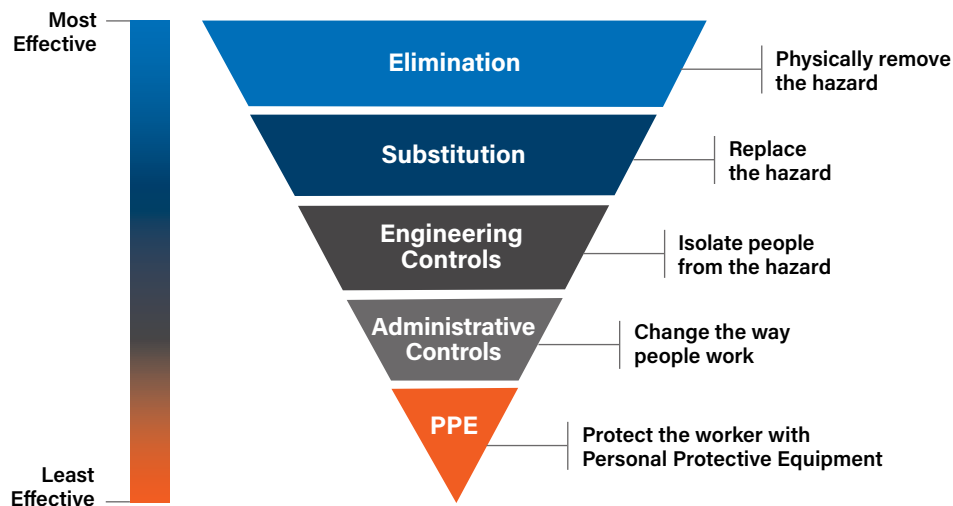 Most
Effective
Elimination
Physically remove
the hazard
Substitution
Replace
the hazard
Engineering
Controls
Isolate people
from the hazard
Administrative
Controls
Change the way
people work
PPE
Protect the worker with
Personal Protective Equipment
Least
Effective